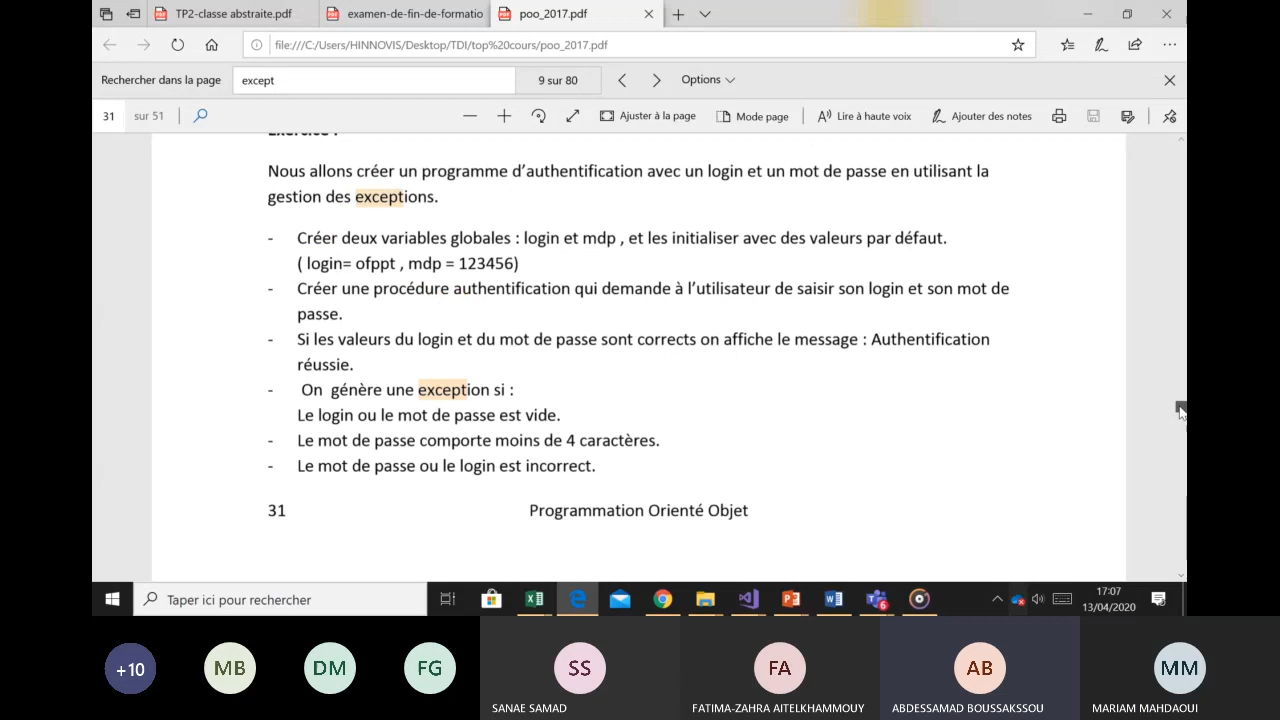 TP2-classe abstraite.pdf
examen-de-fin-de-formatio
poo_2017.pdf
file:///C:/Users/HINNOVIS/Desktop/TDI/top%20cours/poo_2017.pdf
Rechercher dans la page
except
9 sur 80
Options
31
sur 51
Ajuster à la page
Mode page
Lire à haute voix
Ajouter des notes
Exercice :
Nous allons créer un programme d’authentification avec un login et un mot de passe en utilisant la
gestion des exceptions.
- Créer deux variables globales : login et mdp , et les initialiser avec des valeurs par défaut.
( login= ofppt , mdp = 123456)
- Créer une procédure authentification qui demande à l’utilisateur de saisir son login et son mot de
passe.
- Si les valeurs du login et du mot de passe sont corrects on affiche le message : Authentification
réussie.
- On génère une exception si :
Le login ou le mot de passe est vide.
- Le mot de passe comporte moins de 4 caractères.
- Le mot de passe ou le login est incorrect.
31
Programmation Orienté Objet
Taper ici pour rechercher
17:07
13/04/2020
+10
MB
DM
FG
SS
FA
AB
MM
SANAE SAMAD
FATIMA-ZAHRA AITELKHAMMOUY
ABDESSAMAD BOUSSAKSSOU
MARIAM MAHDAOUI